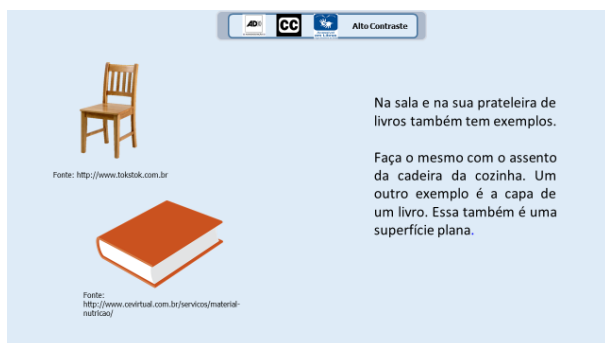 AD))
CC
Alto Contraste
Na sala e na sua prateleira de
livros também tem exemplos.
Faça o mesmo com o assento
da cadeira da cozinha. Um
outro exemplo é a capa de
um livro. Essa também é uma
superfície plana.
Fonte: http://www.tokstok.com.br
Fonte:
http://www.cevirtual.com.br/servicos/material-
nutricao/